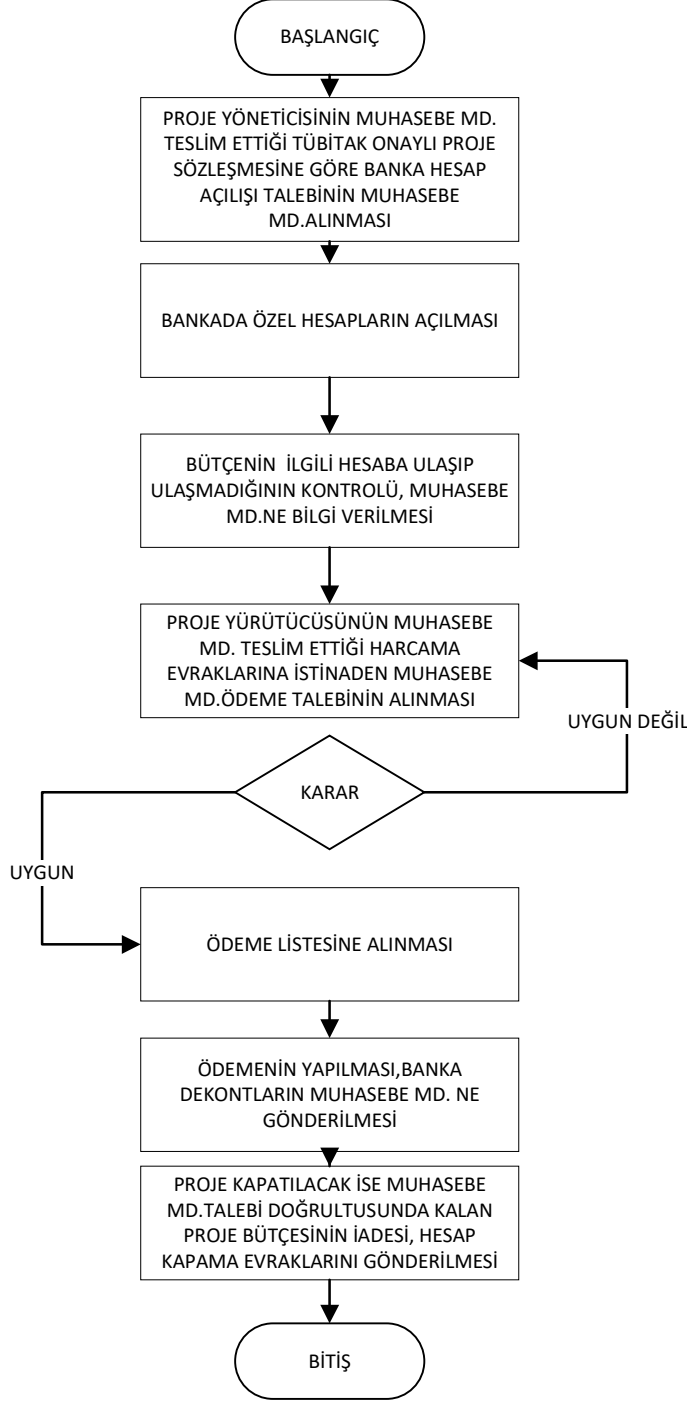 BAŞLANGIÇ
PROJE YÖNETİCİSİNİN MUHASEBE MD.
TESLİM ETTİĞİ TÜBİTAK ONAYLI PROJE
SÖZLEŞMESİNE GÖRE BANKA HESAP
AÇILIŞI TALEBİNİN MUHASEBE
MD.ALINMASI
BANKADA ÖZEL HESAPLARIN AÇILMASI
BÜTÇENİN İLGİLİ HESABA ULAŞIP
ULAŞMADIĞININ KONTROLÜ, MUHASEBE
MD.NE BİLGİ VERİLMESİ
PROJE YÜRÜTÜCÜSÜNÜN MUHASEBE
MD. TESLİM ETTİĞİ HARCAMA
EVRAKLARINA İSTİNADEN MUHASEBE
MD.ÖDEME TALEBİNİN ALINMASI
UYGUN DEĞİL
KARAR
UYGUN
ÖDEME LİSTESİNE ALINMASI
ÖDEMENİN YAPILMASI,BANKA
DEKONTLARIN MUHASEBE MD. NE
GÖNDERİLMESİ
PROJE KAPATILACAK İSE MUHASEBE
MD.TALEBİ DOĞRULTUSUNDA KALAN
PROJE BÜTÇESİNİN İADESİ, HESAP
KAPAMA EVRAKLARINI GÖNDERİLMESİ
BİTİŞ